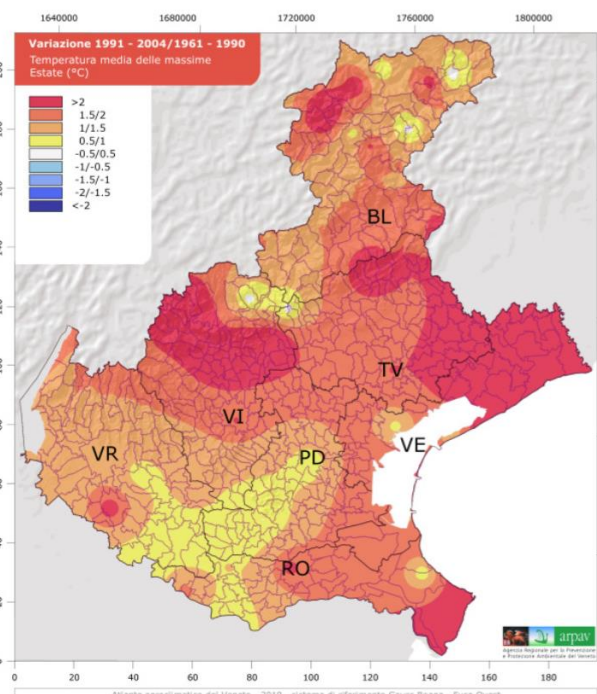 1640000 1680000 1720000 1760000 1800000
Variazione 1991 - 2004/1961 - 1990
Temperatura media delle massime
Estate (°C)
>2
1.5/2
1/1.5
0.5/1
-0.5/0.5
-1/-0.5
-1.5/-1
-2/-1.5
<-2
BL
TV
VI
VE
VR
PD
RO
arpav
Agenzia Regionale per la Prevenzione
e Protezione Ambientale del Veneto
0 20 40 60 80 100 120 140 160 180